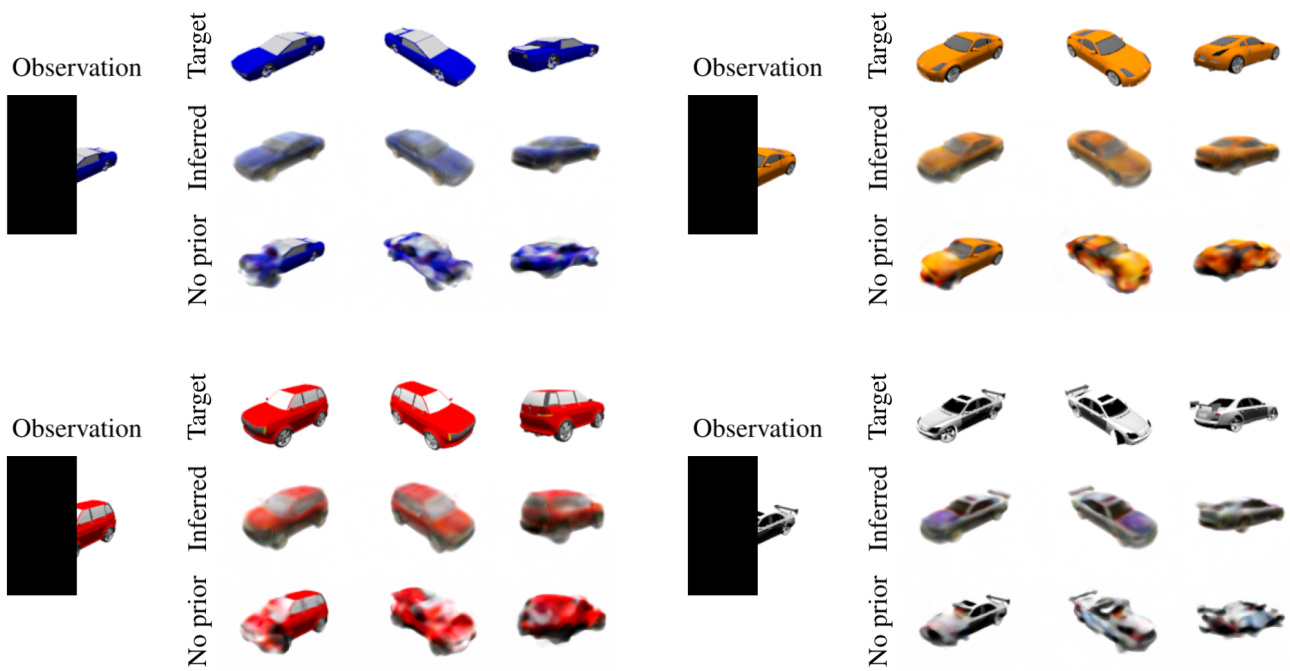 Observation
Target
Inferred
No prior
Observation
Target
Inferred
No prior
Observation
Target
Inferred
No prior
Observation
Target
Inferred
No prior